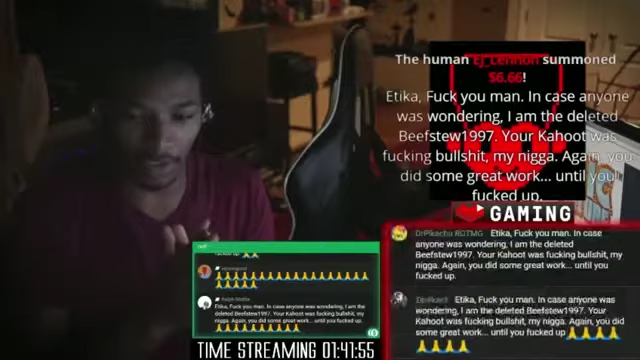 The human EJ_Lennon summoned
$6.66!
Etika, Fuck you man. In case anyone
was wondering, I am the deleted
Beefstew1997. Your Kahoot was
fucking bullshit, my nigga. Again, you
did some great work... until you
fucked up.
GAMING
DrPikachu RDTMG Etika, Fuck you man. In case
anyone was wondering, I am the deleted
Beefstew1997. Your Kahoot was fucking bullshit, my
nigga. Again, you did some great work... until you
fucked up.
Etika, Fuck you man. In case anyone
was wondering, I am the deleted Beefstew1997. Your
Kahoot was fucking bullshit, my nigga. Again, you did
some great work... until you fucked up
fucked up
Etika, Fuck you man. In case anyone was wondering, I am the
deleted Beefstew1997. Your Kahoot was fucking bullshit, my
nigga. Again, you did some great work... until you fucked up.
TIME STREAMING 01:41:55